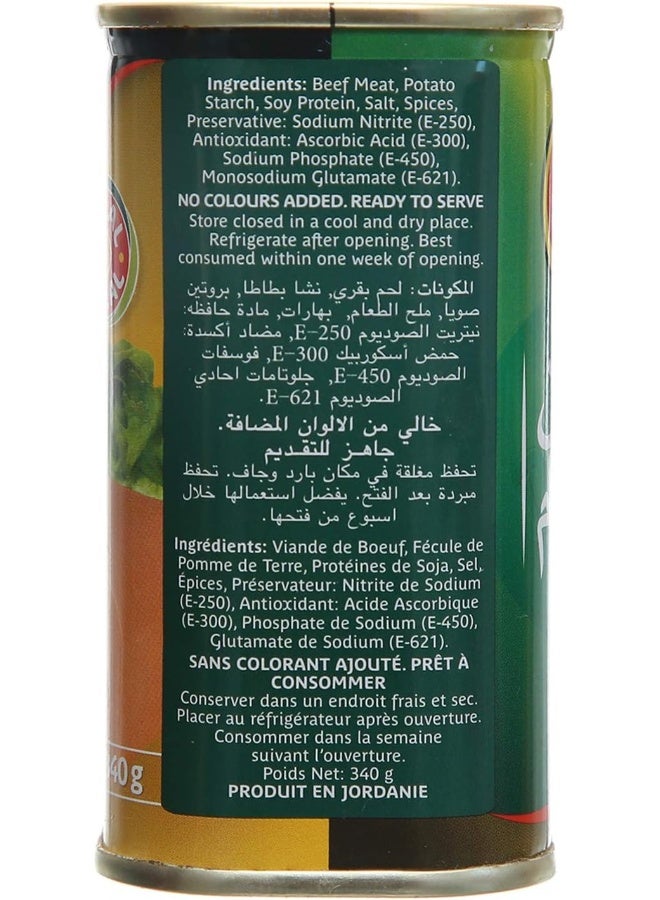 Ingredients: Beef Meat, Potato
Starch, Soy Protein, Salt, Spices,
Preservative: Sodium Nitrite (E-250),
Antioxidant: Ascorbic Acid (E-300),
Sodium Phosphate (E-450),
Monosodium Glutamate (E-621).
NO COLOURS ADDED. READY TO SERVE
Store closed in a cool and dry place.
Refrigerate after opening. Best
consumed within one week of opening.
المكونات: لحم بقري, نشا بطاطا, بروتين
صويا, ملح الطعام, بهارات, مادة حافظه:
نيتريت الصوديوم E-250, مضاد أكسدة:
حمض أسكوربيك E-300, فوسفات
الصوديوم E-450, جلوتامات احادي
الصوديوم E-621.
خالي من الالوان المضافة.
جاهز للتقديم
تحفظ مغلقة في مكان بارد وجاف. تحفظ
مبردة بعد الفتح. يفضل استعمالها خلال
اسبوع من فتحها.
Ingrédients: Viande de Boeuf, Fécule de
Pomme de Terre, Protéines de Soja, Sel,
Épices, Préservateur: Nitrite de Sodium
(E-250), Antioxidant: Acide Ascorbique
(E-300), Phosphate de Sodium (E-450),
Glutamate de Sodium (E-621).
SANS COLORANT AJOUTÉ. PRÊT À
CONSOMMER
Conserver dans un endroit frais et sec.
Placer au réfrigérateur après ouverture.
Consommer dans la semaine
suivant l'ouverture.
Poids Net: 340 g
PRODUIT EN JORDANIE